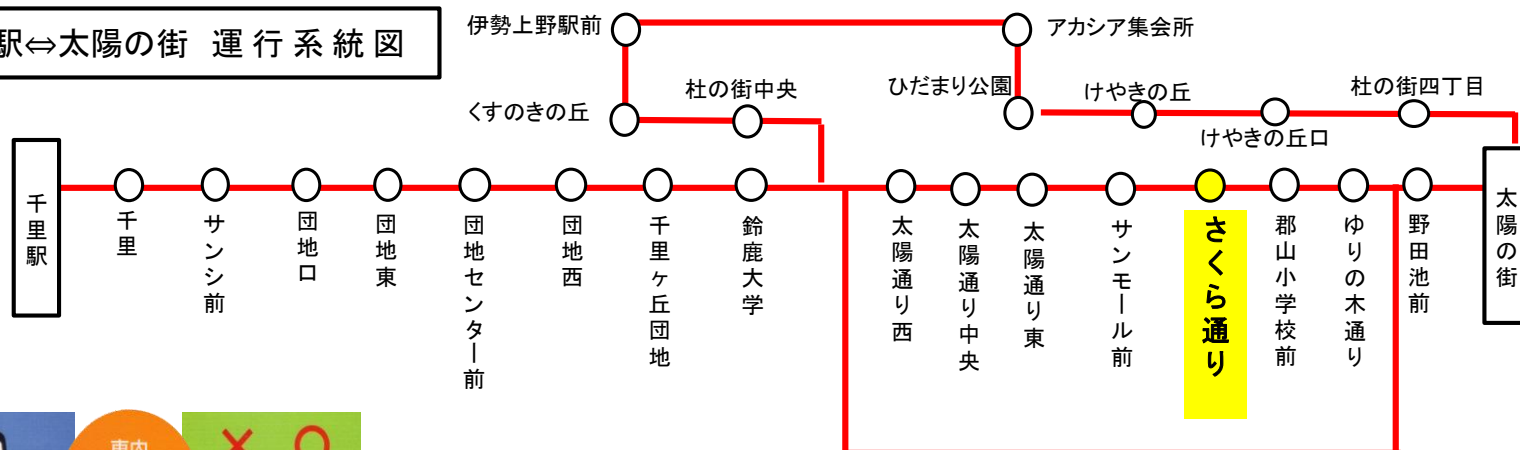 駅⇔太陽の街 運行系統図
伊勢上野駅前
アカシア集会所
くすのきの丘
杜の街中央
ひだまり公園
けやきの丘
けやきの丘口
杜の街四丁目
千里駅
千里
サンシ前
団地口
団地東
団地センター前
団地西
千里ヶ丘団地
鈴鹿大学
太陽通り西
太陽通り中央
太陽通り東
サンモール前
さくら通り
郡山小学校前
ゆりの木通り
野田池前
太陽の街